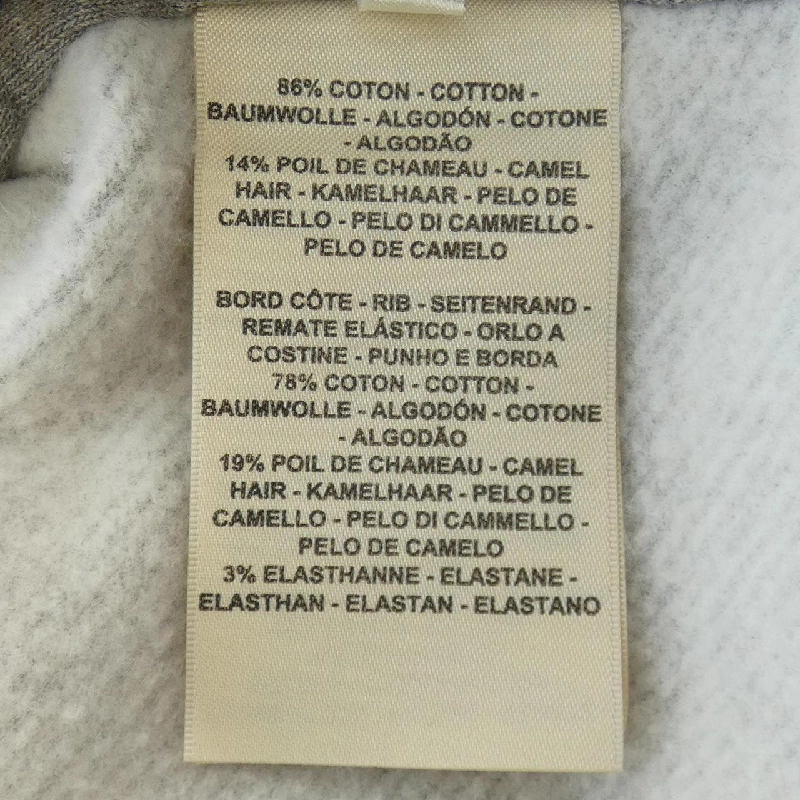 86% COTON - COTTON -
BAUMWOLLE - ALGODÓN - COTONE
- ALGODÃO
14% POIL DE CHAMEAU - CAMEL
HAIR - KAMELHAAR - PELO DE
CAMELLO - PELO DI CAMMELLO -
PELO DE CAMELO
BORD CÔTE - RIB - SEITENRAND -
REMATE ELÁSTICO - ORLO A
COSTINE - PUNHO E BORDA
78% COTON - COTTON -
BAUMWOLLE - ALGODÓN - COTONE
- ALGODÃO
19% POIL DE CHAMEAU - CAMEL
HAIR - KAMELHAAR - PELO DE
CAMELLO - PELO DI CAMMELLO -
PELO DE CAMELO
3% ELASTHANNE - ELASTANE -
ELASTHAN - ELASTAN - ELASTANO